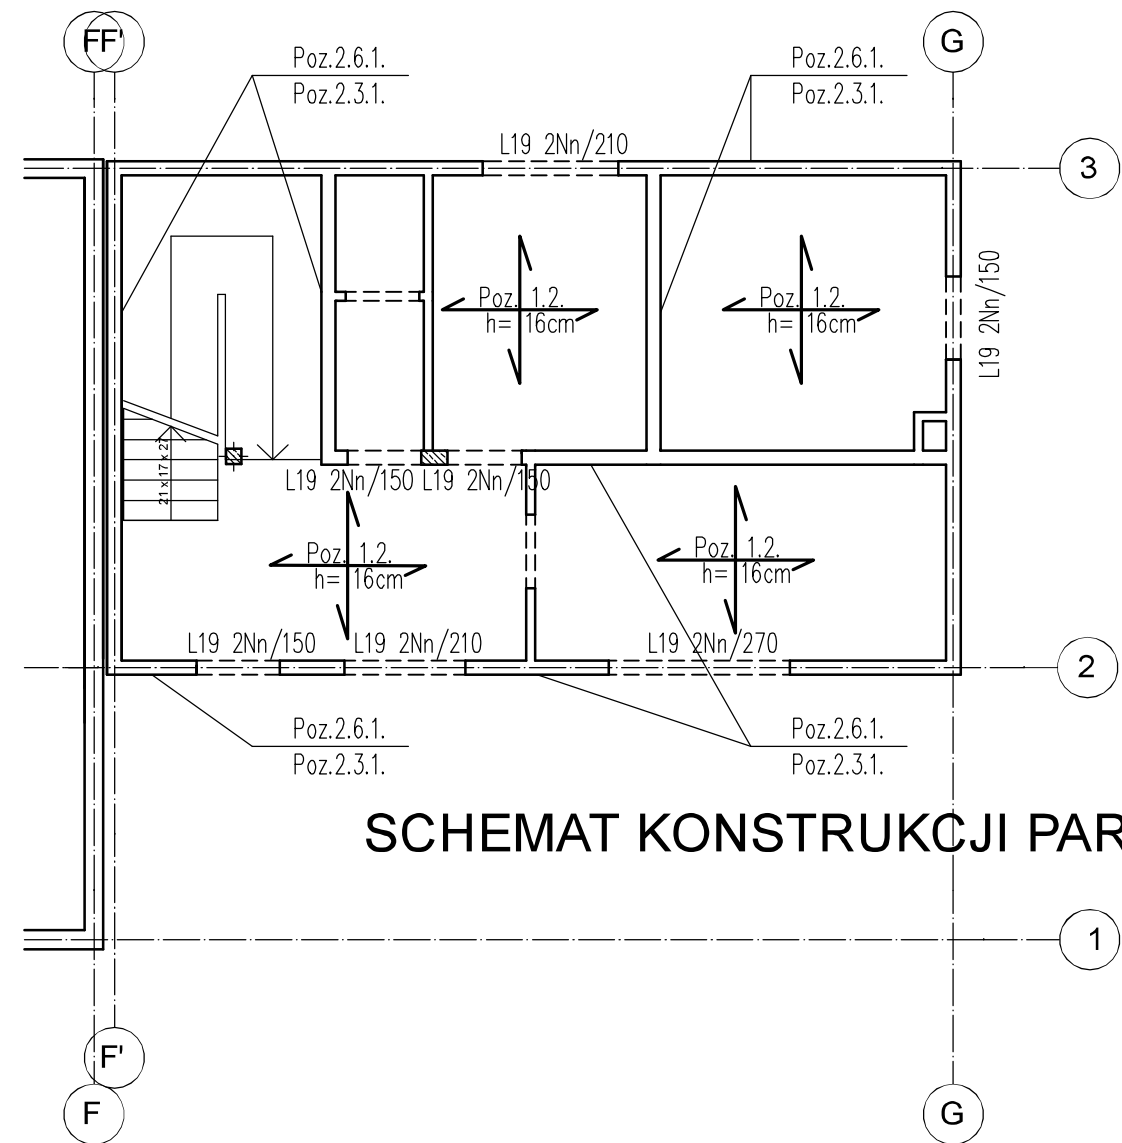 F F' G
Poz.2.6.1.
Poz.2.3.1.
Poz.2.6.1.
Poz.2.3.1.
L19 2Nn/210
3
L19 2Nn/150
Poz. 1.2.
h= 16cm
Poz. 1.2.
h= 16cm
21 x 17 x 27
L19 2Nn/150 L19 2Nn/150
Poz. 1.2.
h= 16cm
Poz. 1.2.
h= 16cm
L19 2Nn/150 L19 2Nn/210 L19 2Nn/270
2
Poz.2.6.1.
Poz.2.3.1.
Poz.2.6.1.
Poz.2.3.1.
SCHEMAT KONSTRUKCJI PAR
1
F'
F G